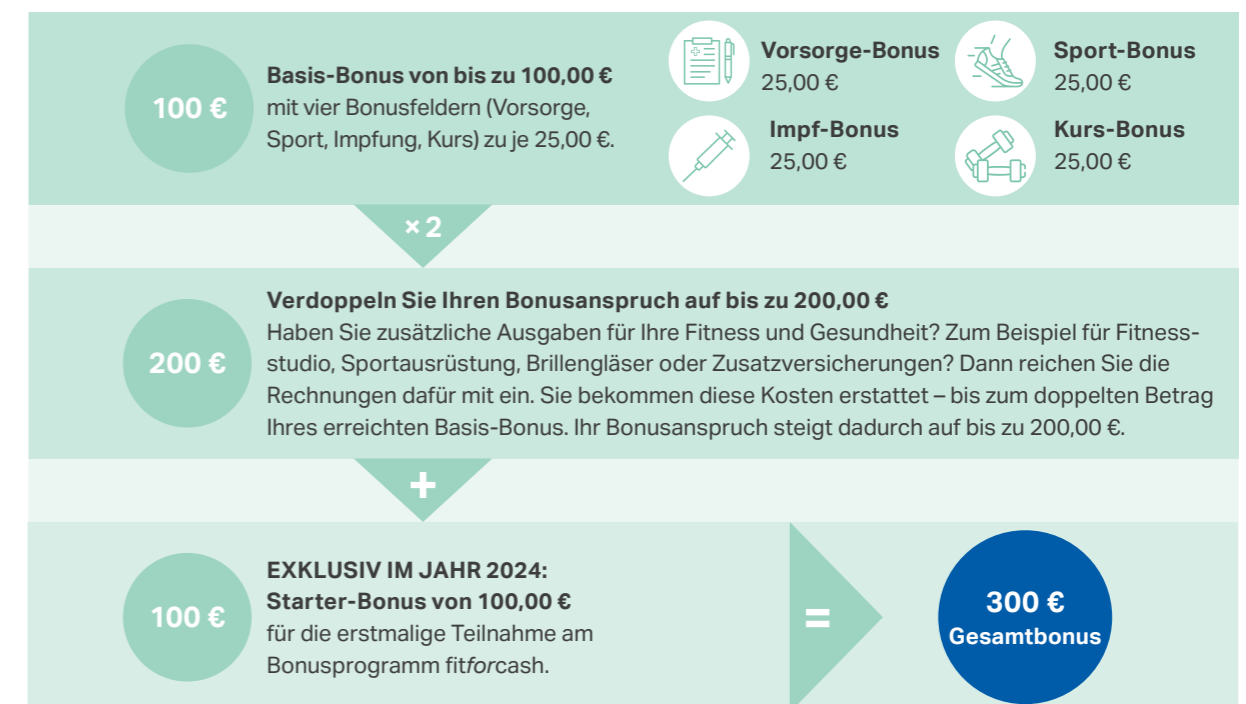 100 €
Basis-Bonus von bis zu 100,00 €
mit vier Bonusfeldern (Vorsorge,
Sport, Impfung, Kurs) zu je 25,00 €.
Vorsorge-Bonus
25,00 €
Sport-Bonus
25,00 €
Impf-Bonus
25,00 €
Kurs-Bonus
25,00 €
× 2
200 €
Verdoppeln Sie Ihren Bonusanspruch auf bis zu 200,00 €
Haben Sie zusätzliche Ausgaben für Ihre Fitness und Gesundheit? Zum Beispiel für Fitness-
studio, Sportausrüstung, Brillengläser oder Zusatzversicherungen? Dann reichen Sie die
Rechnungen dafür mit ein. Sie bekommen diese Kosten erstattet – bis zum doppelten Betrag
Ihres erreichten Basis-Bonus. Ihr Bonusanspruch steigt dadurch auf bis zu 200,00 €.
+
100 €
EXKLUSIV IM JAHR 2024:
Starter-Bonus von 100,00 €
für die erstmalige Teilnahme am
Bonusprogramm fitforcash.
=
300 €
Gesamtbonus